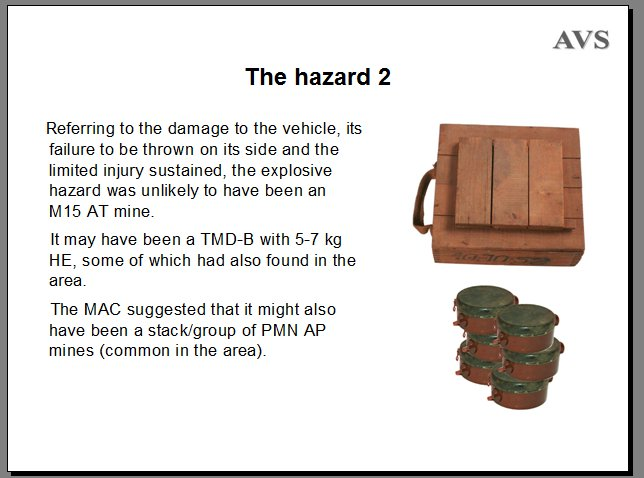 AVS
The hazard 2
Referring to the damage to the vehicle, its
failure to be thrown on its side and the
limited injury sustained, the explosive
hazard was unlikely to have been an
M15 AT mine.
It may have been a TMD-B with 5-7 kg
HE, some of which had also found in the
area.
The MAC suggested that it might also
have been a stack/group of PMN AP
mines (common in the area).